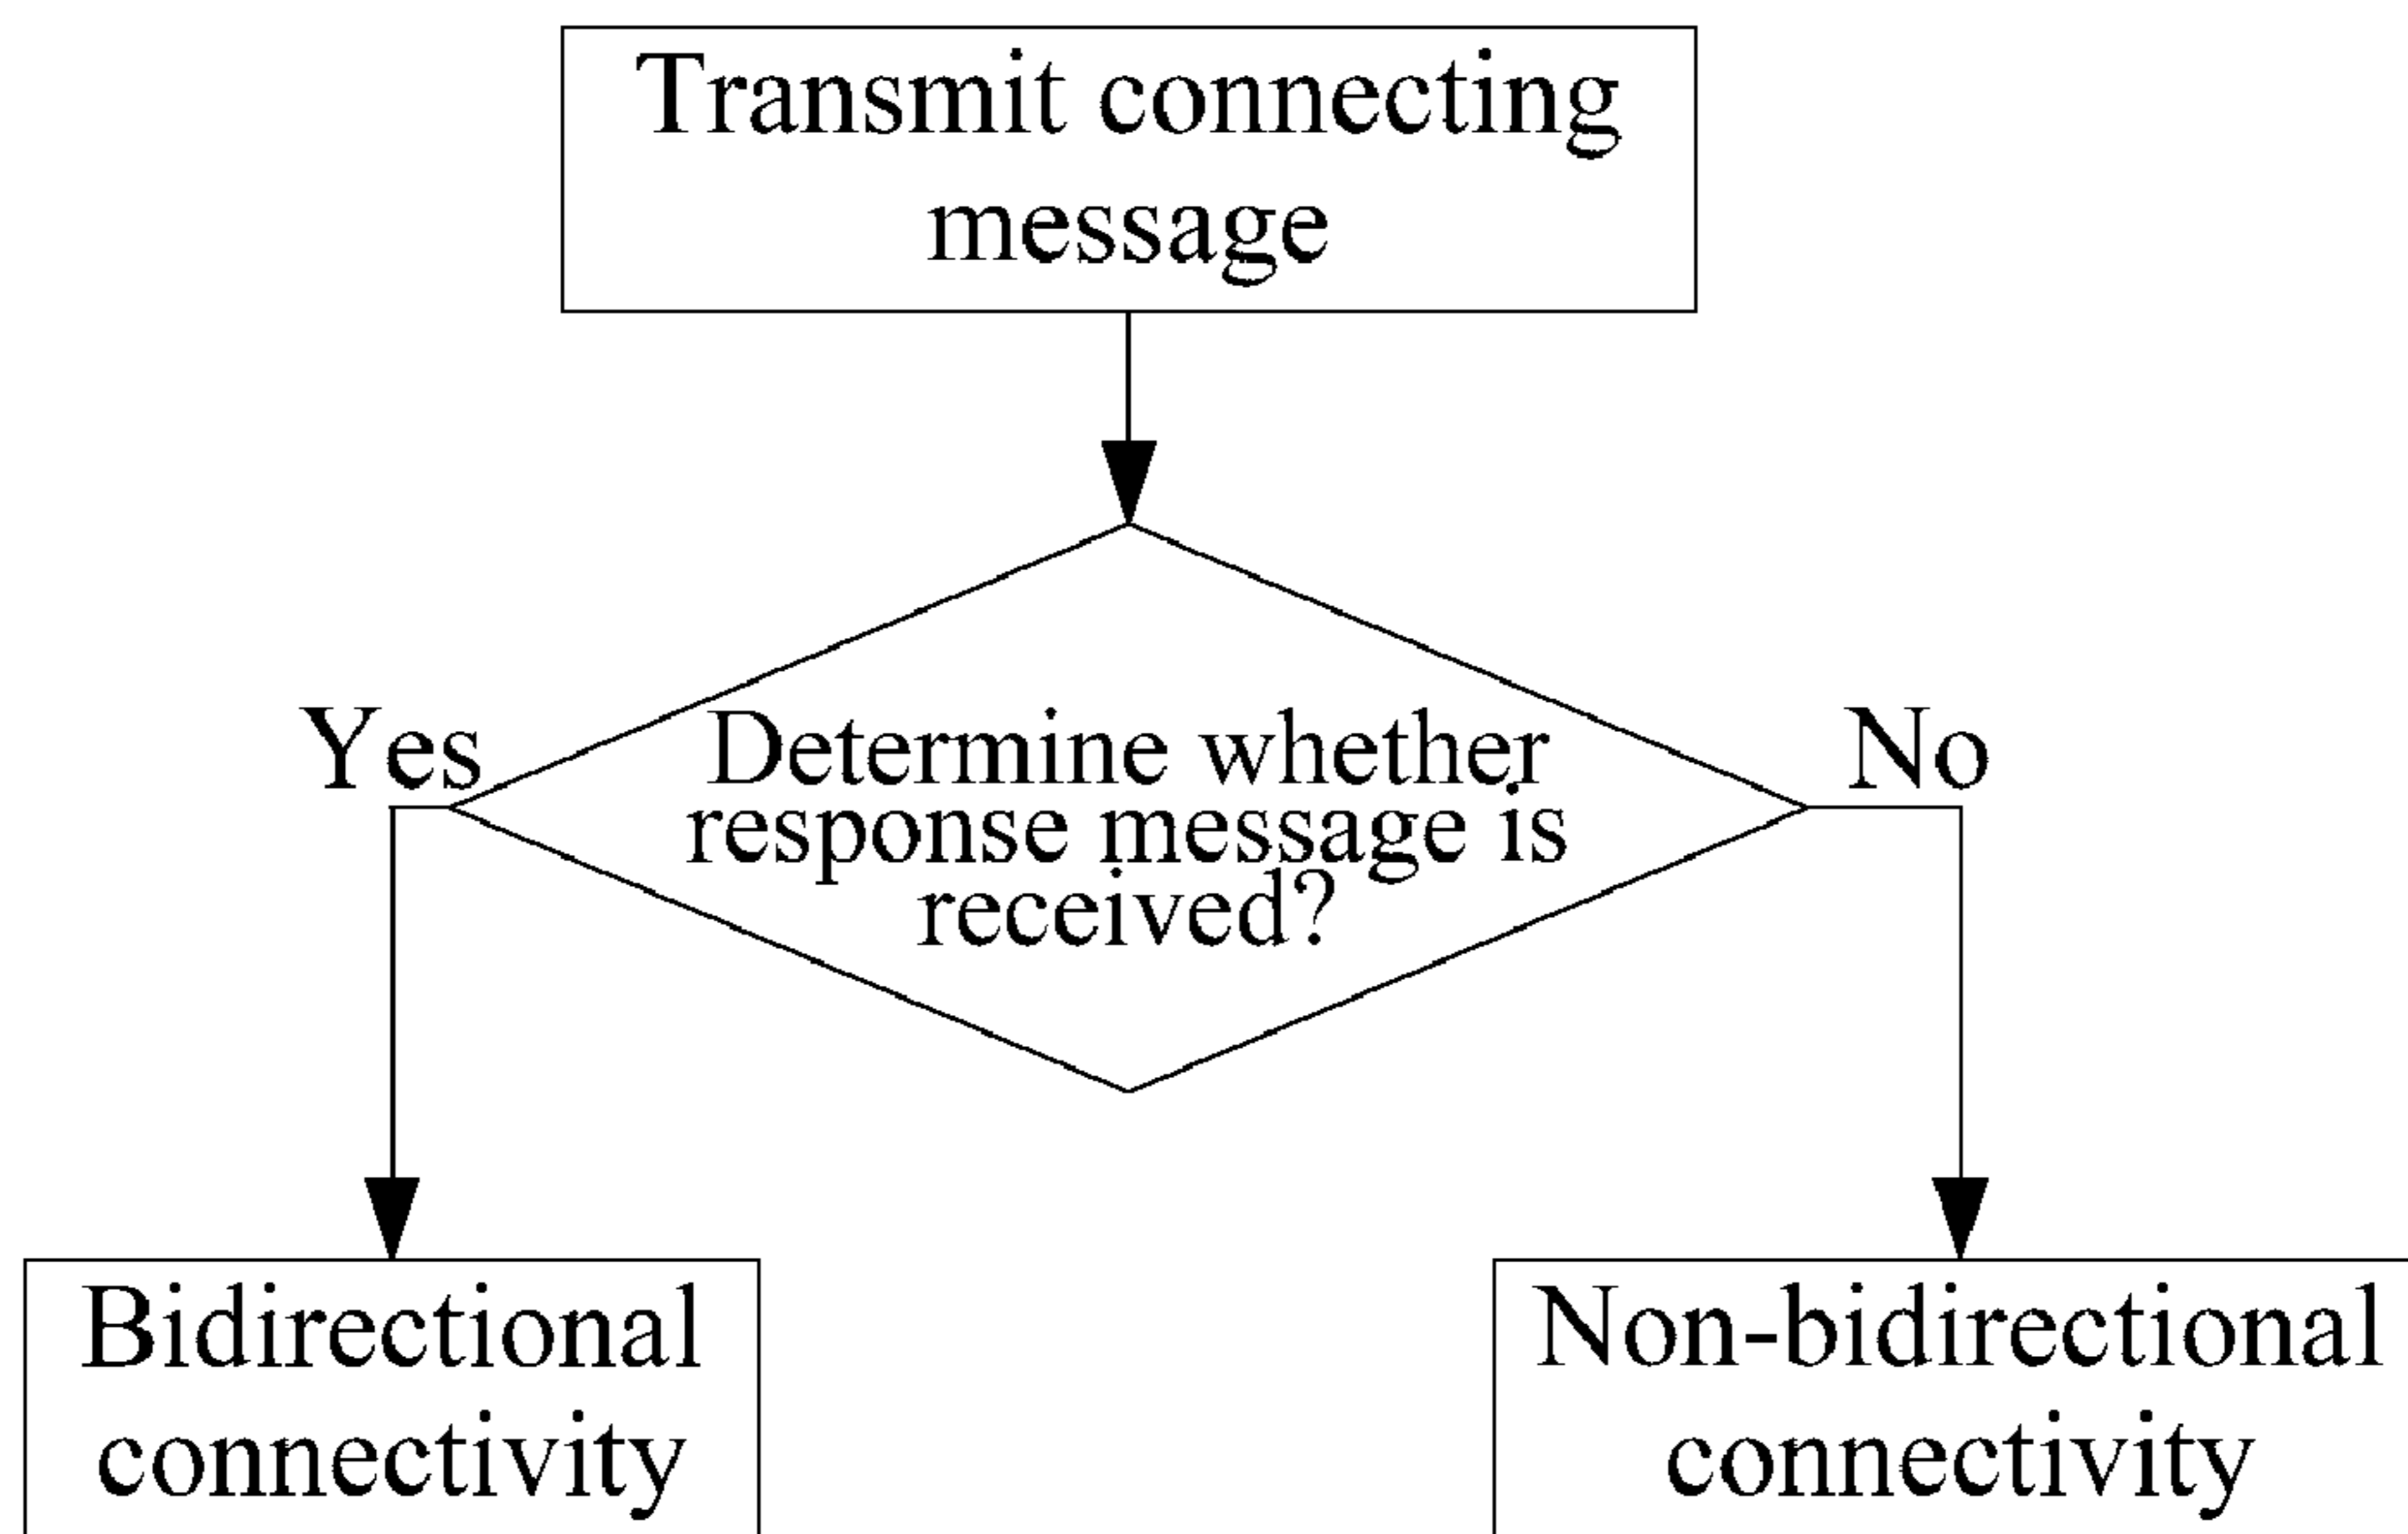 Transmit connecting
message
Yes
Determine whether
response message is
received?
No
Bidirectional
connectivity
Non-bidirectional
connectivity